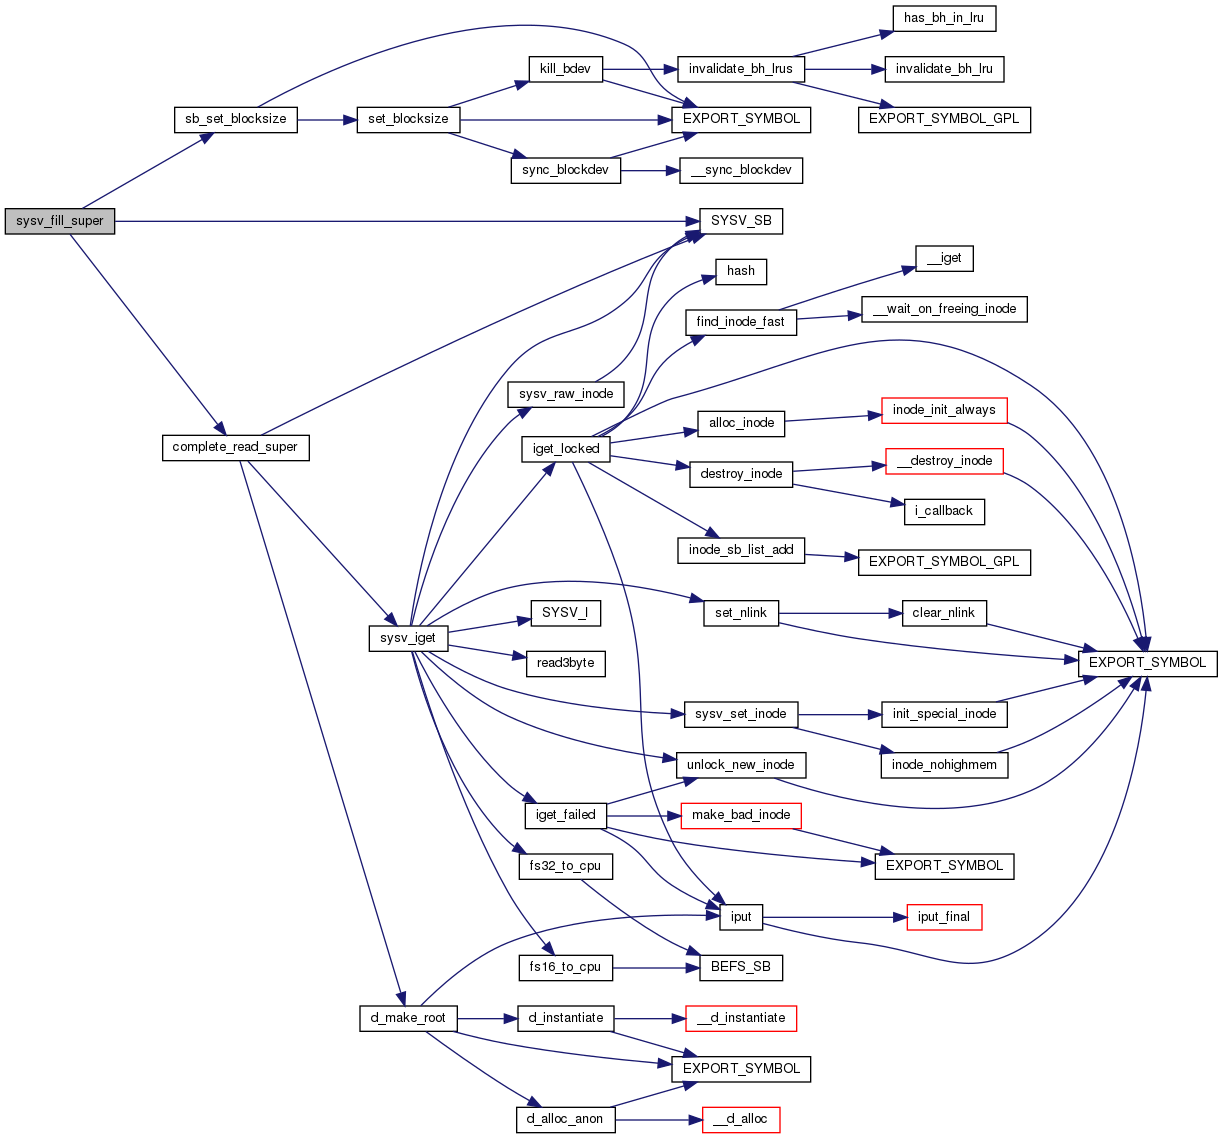 has_bh_in_lru
kill_bdev
invalidate_bh_lrus
invalidate_bh_lru
sb_set_blocksize
set_blocksize
EXPORT_SYMBOL
EXPORT_SYMBOL_GPL
sync_blockdev
__sync_blockdev
sysv_fill_super
SYSV_SB
__iget
hash
__wait_on_freeing_inode
find_inode_fast
sysv_raw_inode
inode_init_always
alloc_inode
complete_read_super
iget_locked
__destroy_inode
destroy_inode
i_callback
inode_sb_list_add
EXPORT_SYMBOL_GPL
SYSV_I
set_nlink
clear_nlink
sysv_iget
read3byte
EXPORT_SYMBOL
sysv_set_inode
init_special_inode
unlock_new_inode
inode_nohighmem
iget_failed
make_bad_inode
fs32_to_cpu
EXPORT_SYMBOL
iput
iput_final
fs16_to_cpu
BEFS_SB
d_make_root
d_instantiate
__d_instantiate
EXPORT_SYMBOL
d_alloc_anon
__d_alloc